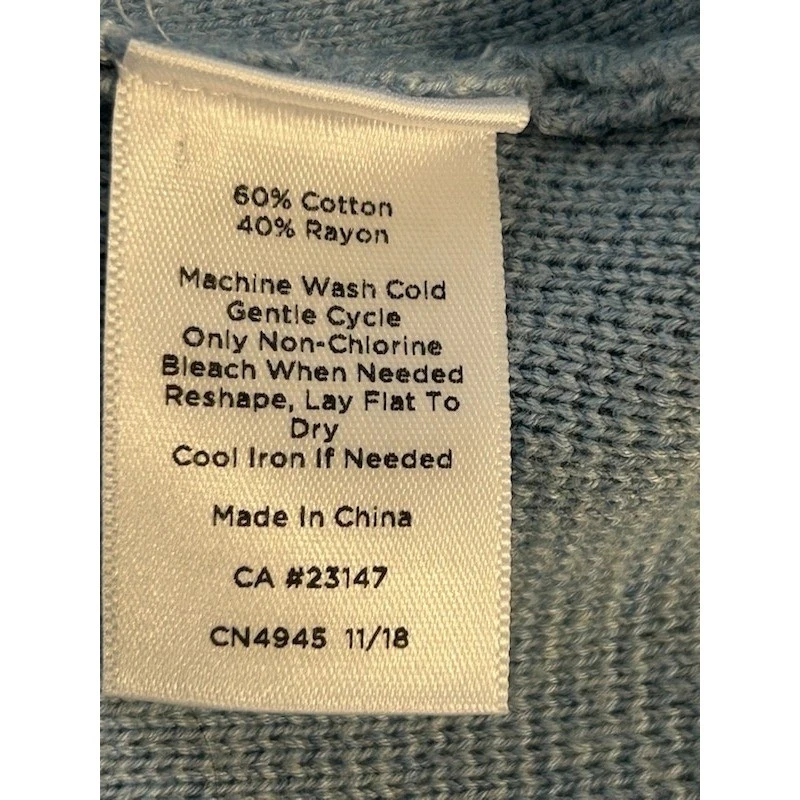 60% Cotton
40% Rayon
Machine Wash Cold
Gentle Cycle
Only Non-Chlorine
Bleach When Needed
Reshape, Lay Flat To
Dry
Cool Iron If Needed
Made In China
CA #23147
CN4945 11/18